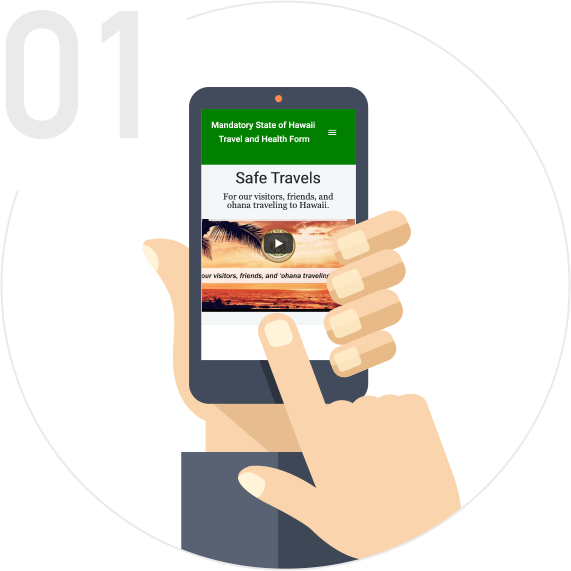 01
Mandatory State of Hawaii
Travel and Health Form
Safe Travels
For our visitors, friends, and
ohana traveling to Hawaii.
our visitors, friends, and 'ohana traveling